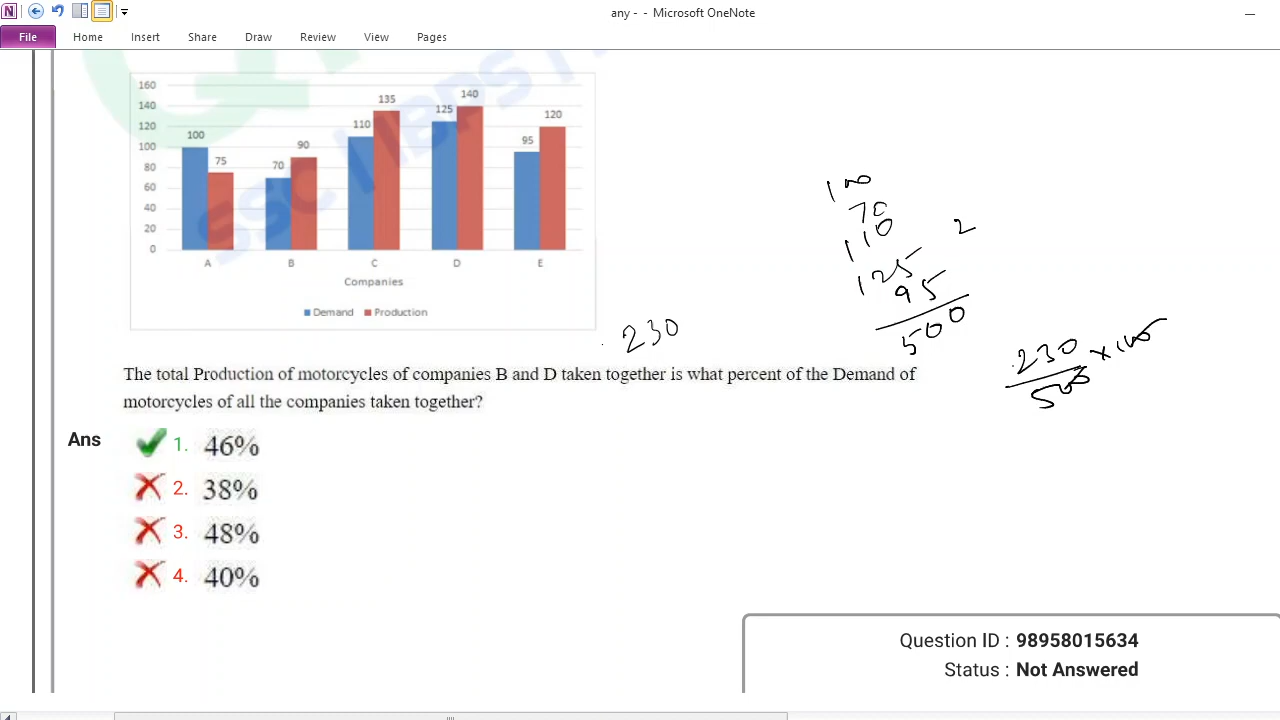 any - - Microsoft OneNote
File Home Insert Share Draw Review View Pages
SSC IBPS
160
140
120
100
80
60
40
20
0
100 75 70 90 110 135 125 140 95 120
A B C D E
Companies
Demand Production
100
70
110
2
125
95
500
230
230 × 100
500
The total Production of motorcycles of companies B and D taken together is what percent of the Demand of
motorcycles of all the companies taken together?
Ans
1. 46%
2. 38%
3. 48%
4. 40%
Question ID : 98958015634
Status : Not Answered